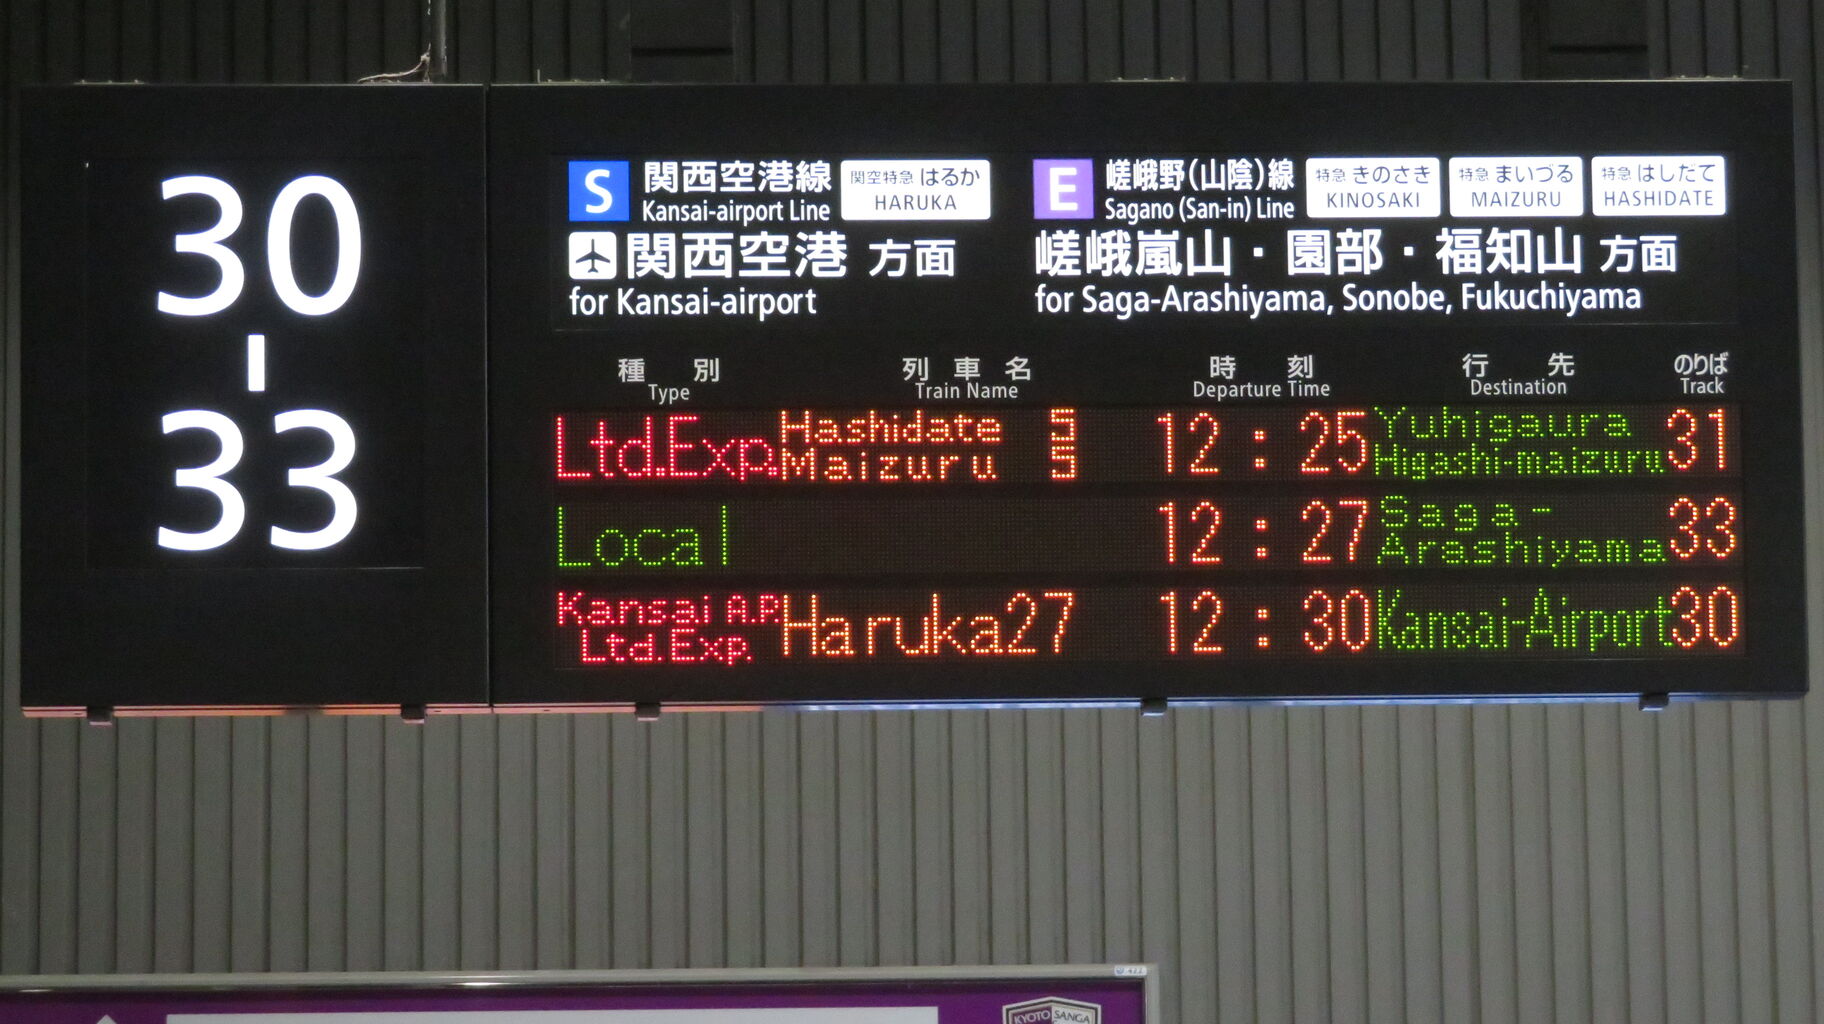 30
-
33
S 関西空港線 関空特急 はるか
Kansai-airport Line HARUKA
関西空港 方面
for Kansai-airport
E 嵯峨野(山陰)線 特急 きのさき 特急 まいづる 特急 はしだて
Sagano (San-in) Line KINOSAKI MAIZURU HASHIDATE
嵯峨嵐山・園部・福知山 方面
for Saga-Arashiyama, Sonobe, Fukuchiyama
種別 列車名 時刻 行先 のりば
Type Train Name Departure Time Destination Track
Ltd.Exp. Hashidate 5 12:25 Yuhigaura 31
Maizuru 5 Higashi-maizuru
Local 12:27 Saga- 33
Arashiyama
Kansai A.P. Haruka27 12:30 Kansai-Airport 30
Ltd.Exp.
KYOTO SANGA